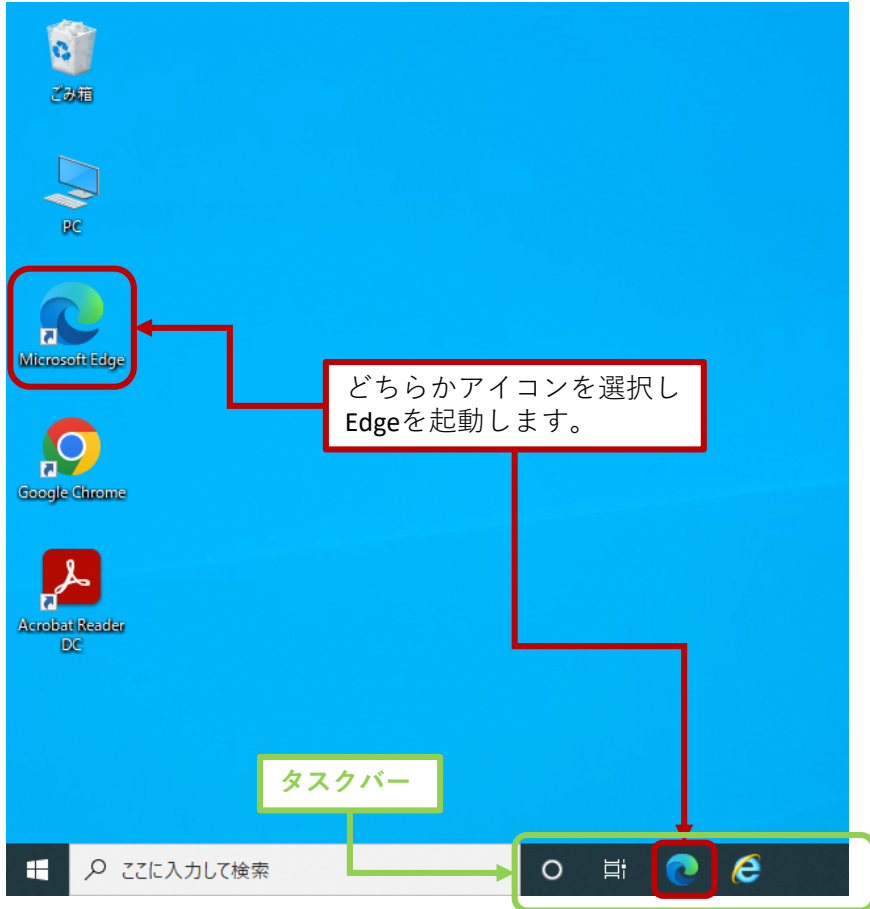 ごみ箱
PC
Microsoft Edge
どちらかアイコンを選択し
Edgeを起動します。
Google Chrome
Acrobat Reader
DC
タスクバー
ここに入力して検索